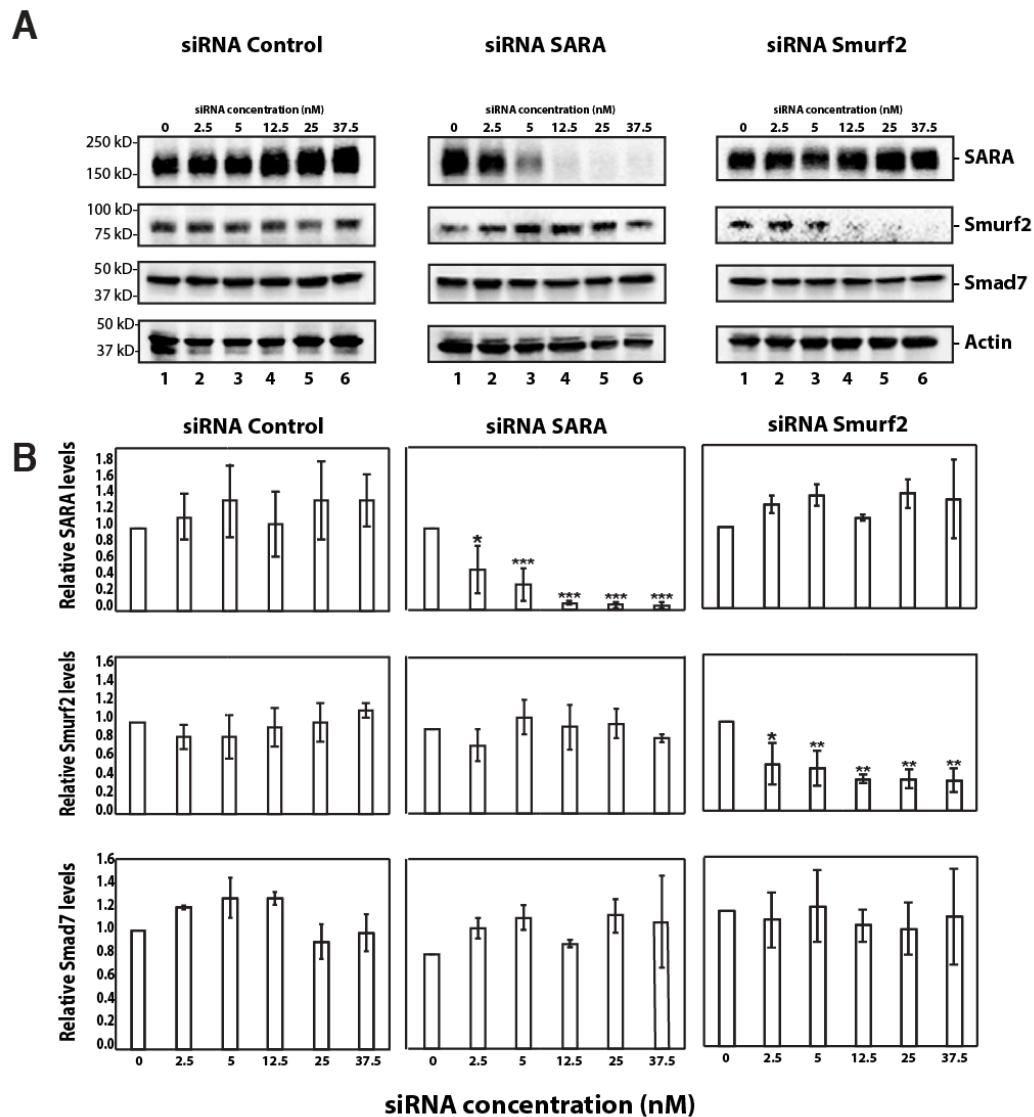 A
siRNA Control
siRNA SARA
siRNA Smurf2
siRNA concentration (nM)
siRNA concentration (nM)
siRNA concentration (nM)
0 2.5 5 12.5 25 37.5
0 2.5 5 12.5 25 37.5
0 2.5 5 12.5 25 37.5
250 kD-
150 kD-
- SARA
100 kD-
75 kD-
- Smurf2
50 kD-
37 kD-
- Smad7
50 kD-
37 kD-
- Actin
1 2 3 4 5 6
1 2 3 4 5 6
1 2 3 4 5 6
B
siRNA Control
siRNA SARA
siRNA Smurf2
Relative SARA levels
1.8
1.6
1.4
1.2
1.0
0.8
0.6
0.4
0.2
0.0
* *** *** *** ***
Relative Smurf2 levels
1.6
1.4
1.2
1.0
0.8
0.6
0.4
0.2
0.0
* ** ** ** **
Relative Smad7 levels
1.6
1.4
1.2
1.0
0.8
0.6
0.4
0.2
0.0
0 2.5 5 12.5 25 37.5
0 2.5 5 12.5 25 37.5
0 2.5 5 12.5 25 37.5
siRNA concentration (nM)